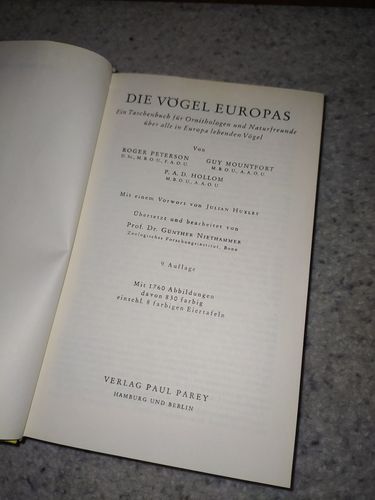 DIE VÖGEL EUROPAS
Ein Taschenbuch für Ornithologen und Naturfreunde
über alle in Europa lebenden Vögel
Von
ROGER PETERSON GUY MOUNTFORT
D. Sc., M. B. O. U., F. A. O. U. M. B. O. U., A. A. O. U.
P. A. D. HOLLOM
M. B. O. U., A. A. O. U.
Mit einem Vorwort von JULIAN HUXLEY
Übersetzt und bearbeitet von
Prof. Dr. GÜNTHER NIETHAMMER
Zoologisches Forschungsinstitut, Bonn
9. Auflage
Mit 1760 Abbildungen
davon 830 farbig
einschl. 8 farbigen Eiertafeln
VERLAG PAUL PAREY
HAMBURG UND BERLIN